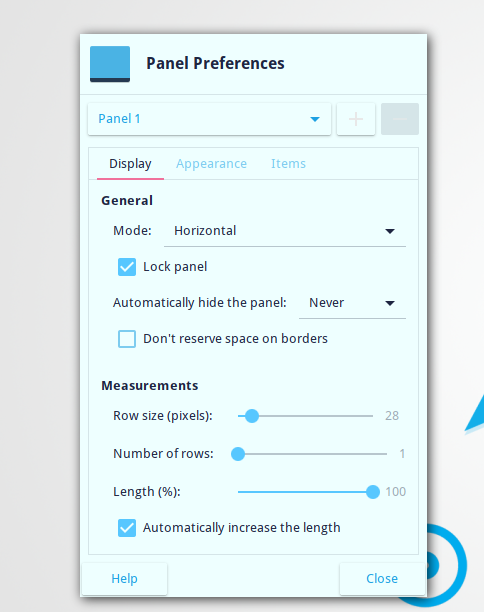 Panel Preferences
Panel 1
Display Appearance Items
General
Mode: Horizontal
Lock panel
Automatically hide the panel: Never
Don't reserve space on borders
Measurements
Row size (pixels): 28
Number of rows: 1
Length (%): 100
Automatically increase the length
Help Close